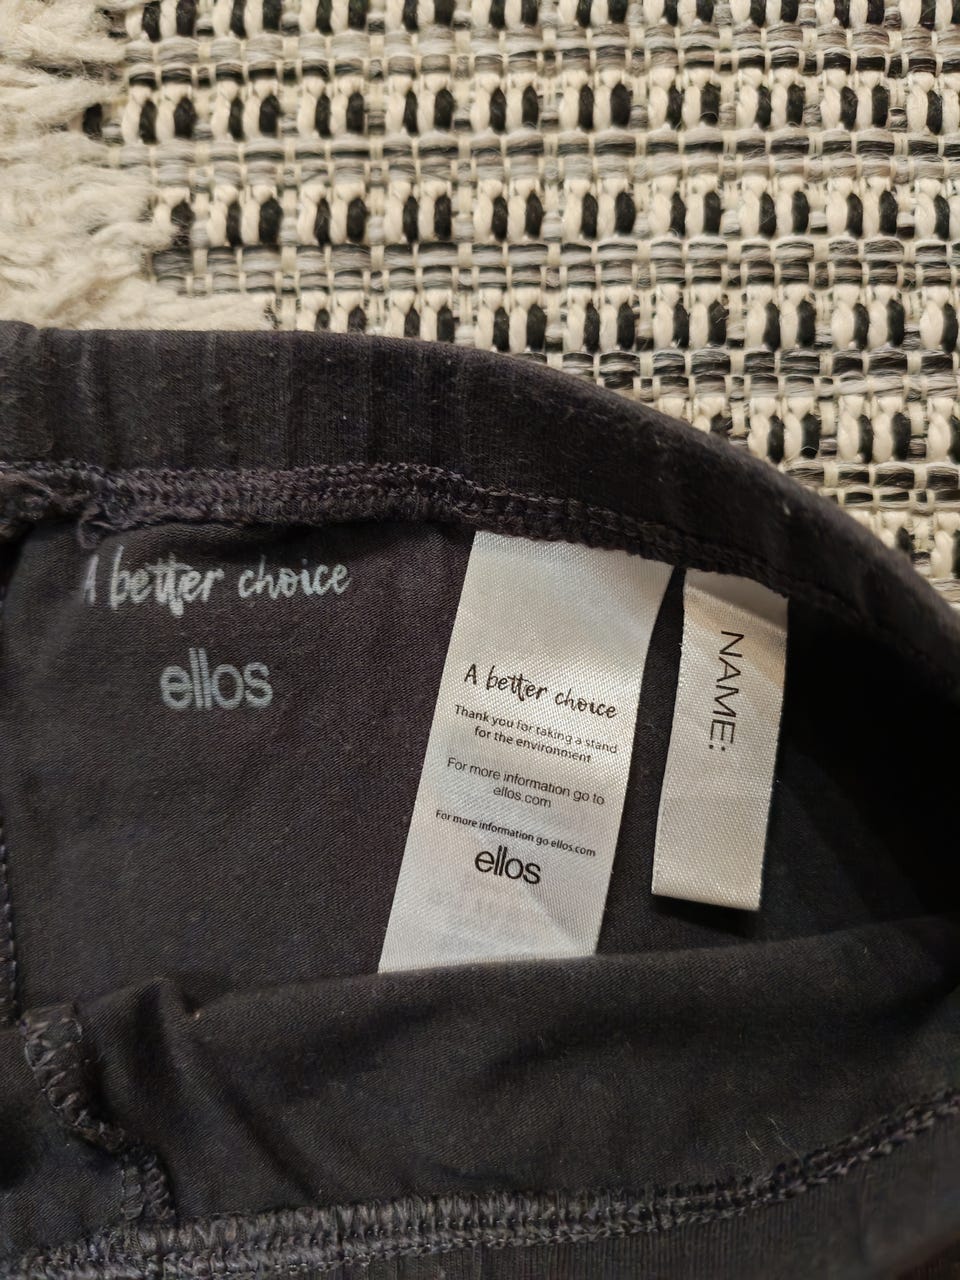 A better choice
ellos
A better choice
Thank you for taking a stand
for the environment
For more information go to
ellos.com
For more information go ellos.com
ellos
NAME: